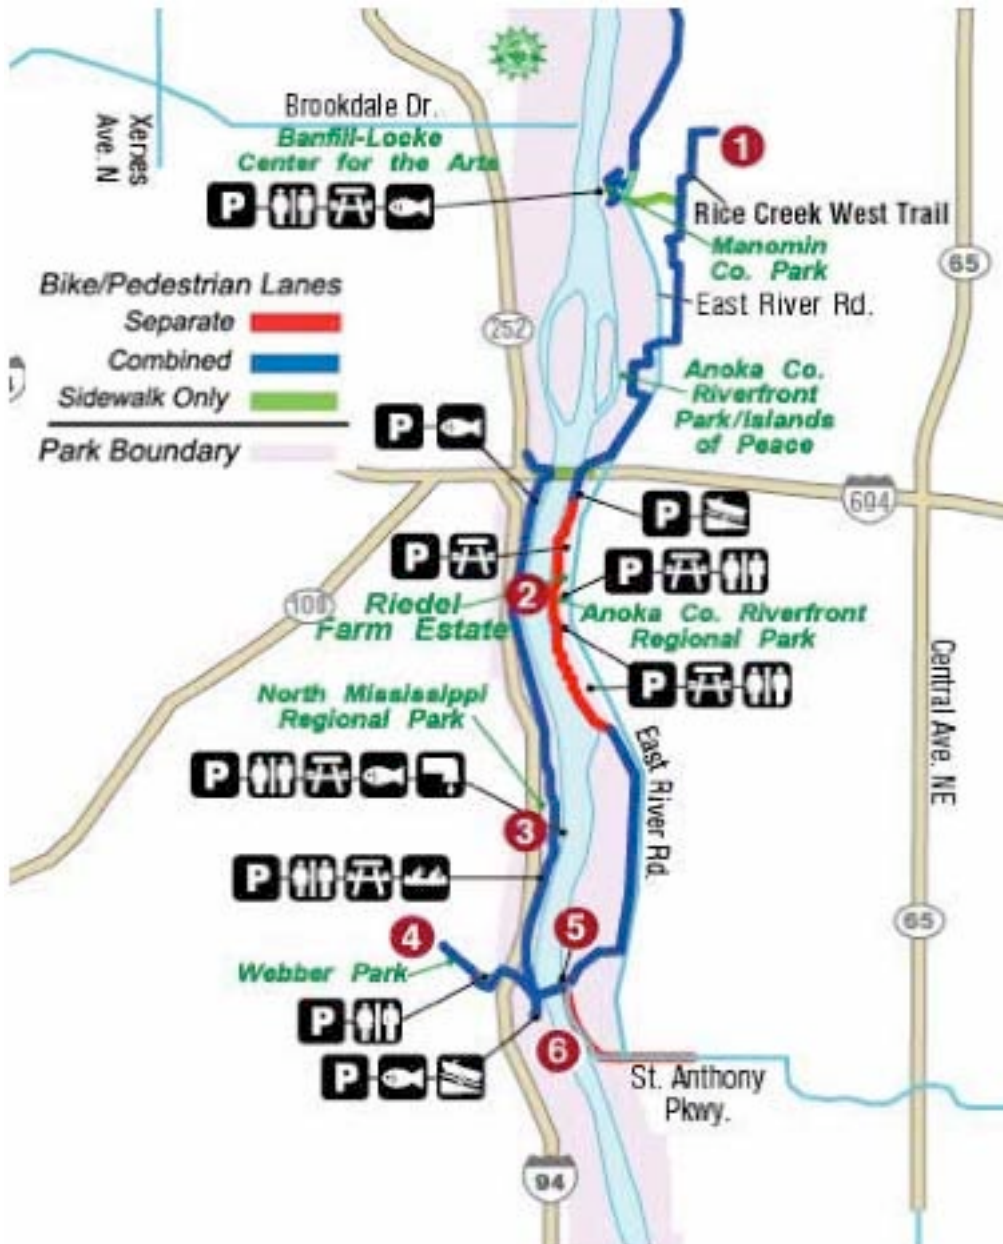 Brookdale Dr.
Xerxes
Ave. N
Banfill-Locke
Center for the Arts
P
1
Rice Creek West Trail
Manomin
Co. Park
65
East River Rd.
Bike/Pedestrian Lanes
Separate
Combined
Sidewalk Only
Park Boundary
252
Anoka Co.
Riverfront
Park/Islands
of Peace
P
694
P
P
P
2
Riedel
Farm Estate
Anoka Co. Riverfront
Regional Park
P
Central Ave. NE
North Mississippi
Regional Park
East River Rd.
P
3
P
4
5
65
Webber Park
P
6
P
St. Anthony
Pkwy.
94